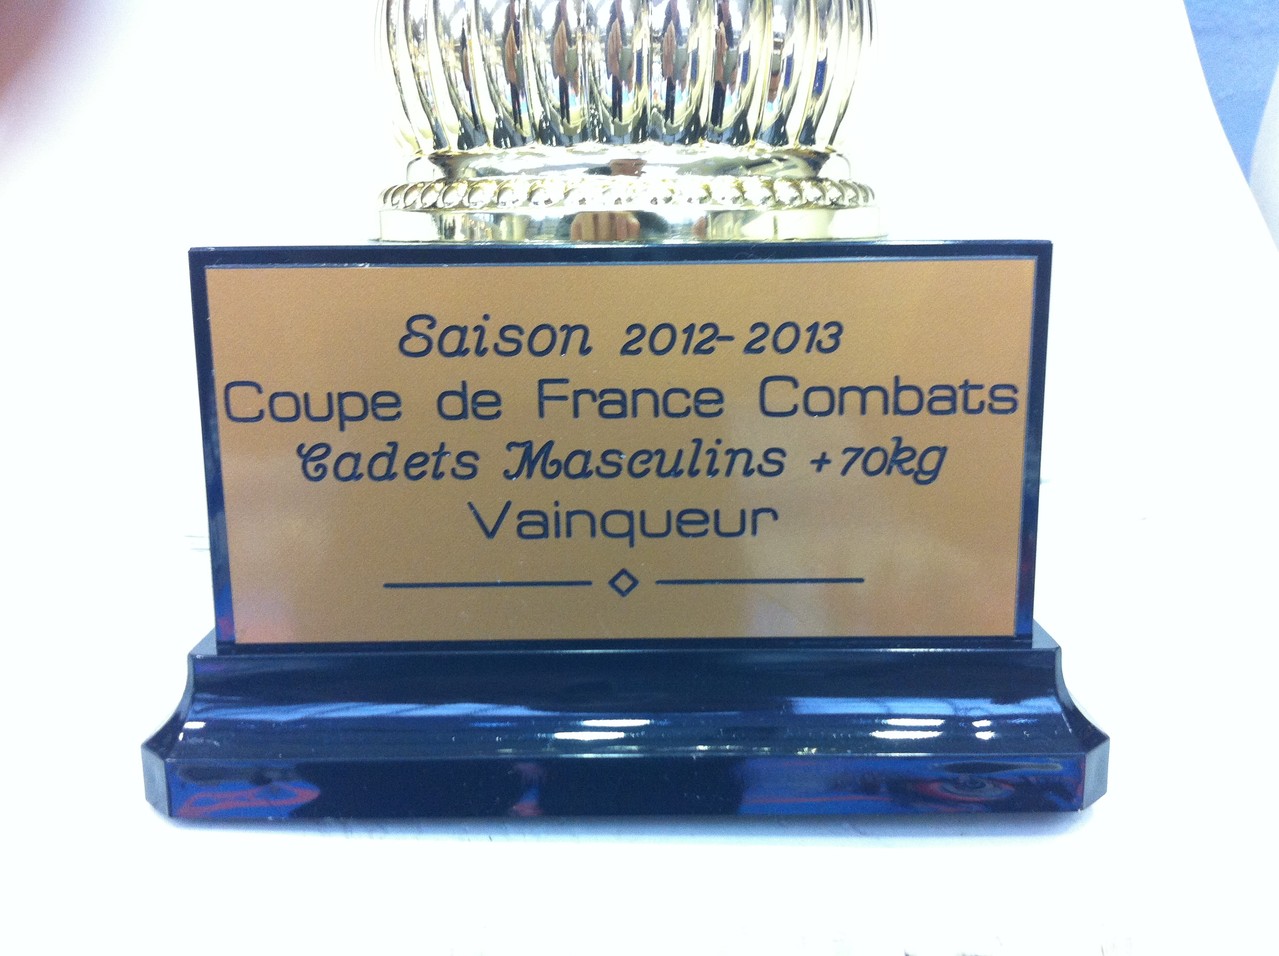 Saison 2012-2013
Coupe de France Combats
Cadets Masculins +70kg
Vainqueur